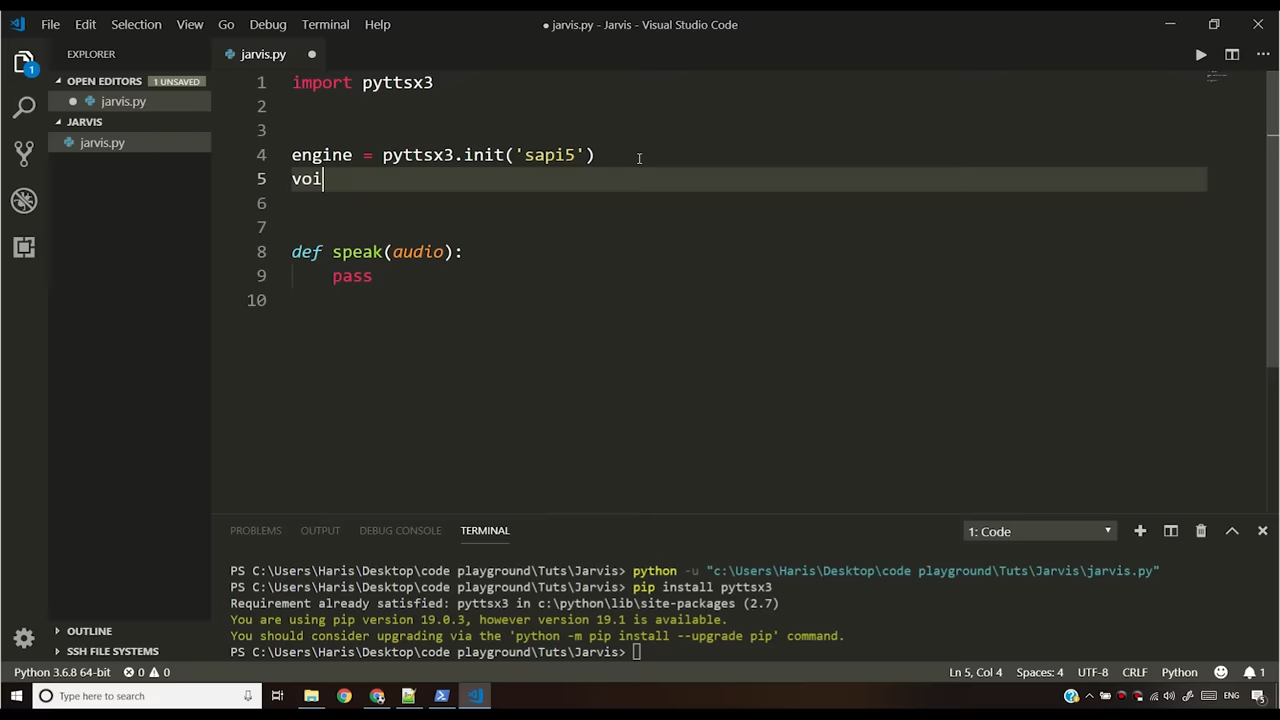 File Edit Selection View Go Debug Terminal Help
● jarvis.py - Jarvis - Visual Studio Code
EXPLORER
OPEN EDITORS 1 UNSAVED
jarvis.py
JARVIS
jarvis.py
OUTLINE
SSH FILE SYSTEMS
1
jarvis.py
1 import pyttsx3
2
3
4 engine = pyttsx3.init('sapi5')
5 voi
6
7
8 def speak(audio):
9 pass
10
PROBLEMS OUTPUT DEBUG CONSOLE TERMINAL
1: Code
PS C:\Users\Haris\Desktop\code playground\Tuts\Jarvis> python -u "c:\Users\Haris\Desktop\code playground\Tuts\Jarvis\jarvis.py"
PS C:\Users\Haris\Desktop\code playground\Tuts\Jarvis> pip install pyttsx3
Requirement already satisfied: pyttsx3 in c:\python\lib\site-packages (2.7)
You are using pip version 19.0.3, however version 19.1 is available.
You should consider upgrading via the 'python -m pip install --upgrade pip' command.
PS C:\Users\Haris\Desktop\code playground\Tuts\Jarvis>
Python 3.6.8 64-bit 0 0
Ln 5, Col 4 Spaces: 4 UTF-8 CRLF Python 1
Type here to search
ENG 5